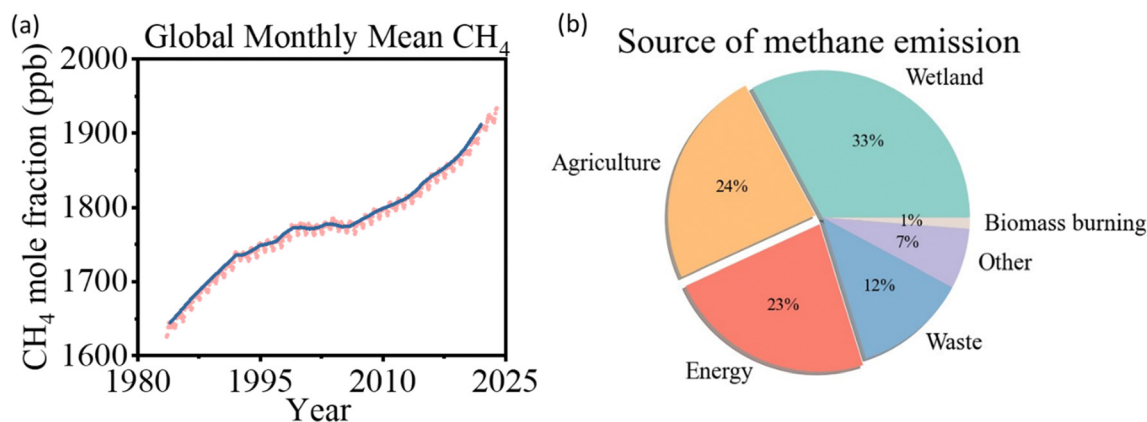 (a)
Global Monthly Mean CH4
CH4 mole fraction (ppb)
2000
1900
1800
1700
1600
1980
1995
2010
2025
Year
(b)
Source of methane emission
Wetland
33%
Agriculture
24%
1%
Biomass burning
7%
Other
12%
Waste
23%
Energy